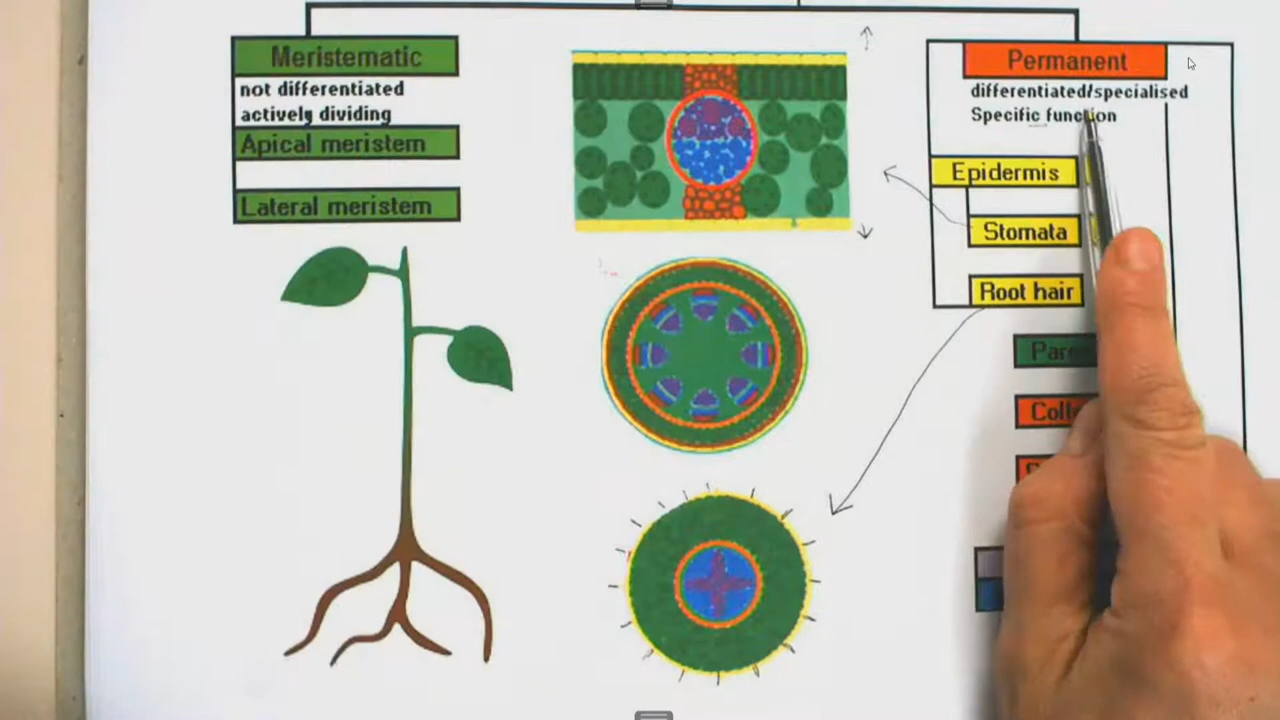 Meristematic
not differentiated
actively dividing
Apical meristem
Lateral meristem
Permanent
differentiated/specialised
Specific function
Epidermis
Stomata
Root hair